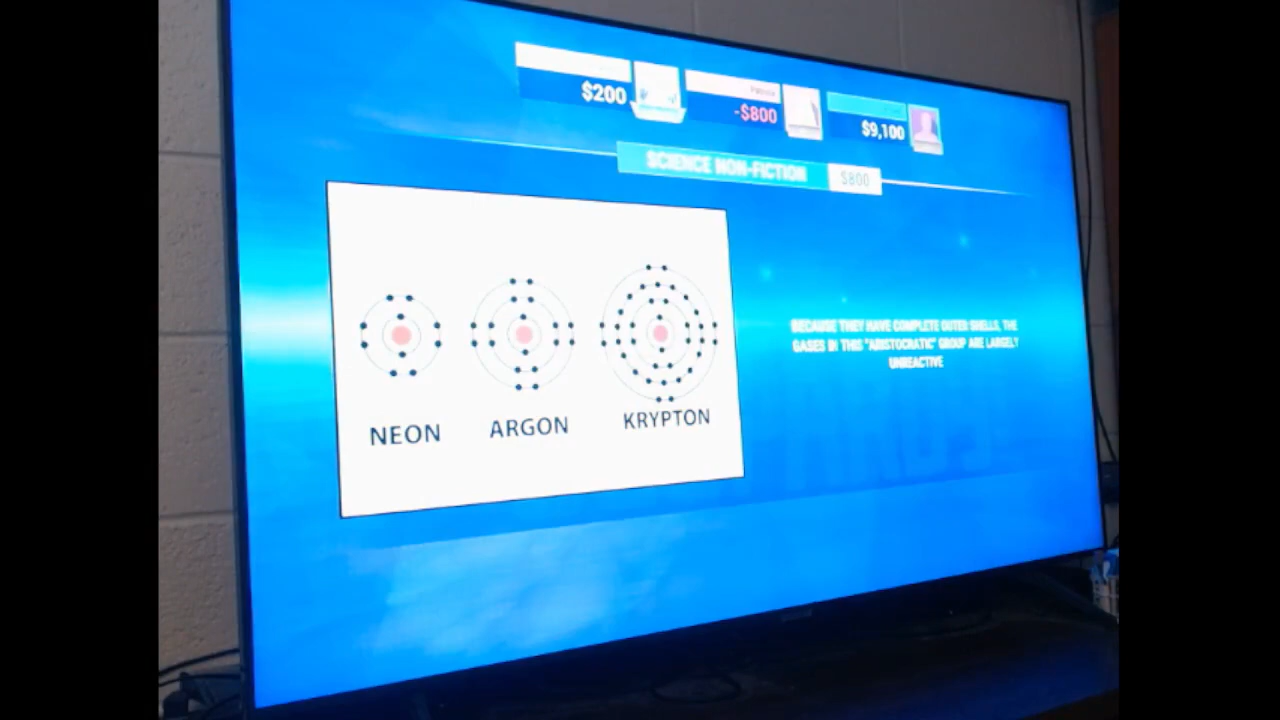 $200
-$800
$9,100
SCIENCE NON-FICTION $800
NEON ARGON KRYPTON
BECAUSE THEY HAVE COMPLETE OUTER SHELLS, THE
GASES IN THIS "ARISTOCRATIC" GROUP ARE LARGELY
UNREACTIVE